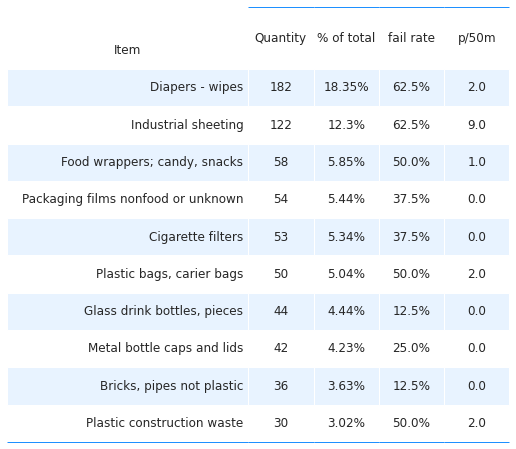 Item Quantity % of total fail rate p/50m
Diapers - wipes 182 18.35% 62.5% 2.0
Industrial sheeting 122 12.3% 62.5% 9.0
Food wrappers; candy, snacks 58 5.85% 50.0% 1.0
Packaging films nonfood or unknown 54 5.44% 37.5% 0.0
Cigarette filters 53 5.34% 37.5% 0.0
Plastic bags, carier bags 50 5.04% 50.0% 2.0
Glass drink bottles, pieces 44 4.44% 12.5% 0.0
Metal bottle caps and lids 42 4.23% 25.0% 0.0
Bricks, pipes not plastic 36 3.63% 12.5% 0.0
Plastic construction waste 30 3.02% 50.0% 2.0